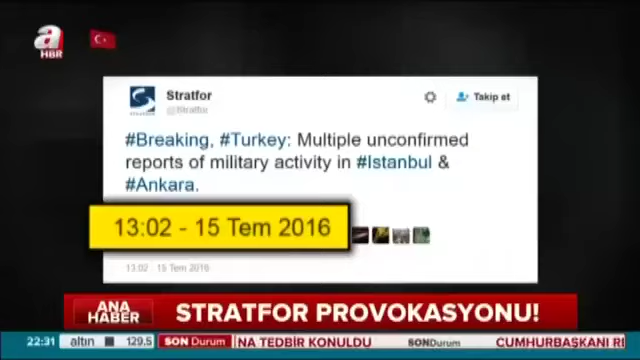 a
HBR
Stratfor
@Stratfor
Takip et
#Breaking, #Turkey: Multiple unconfirmed
reports of military activity in #Istanbul &
#Ankara.
13:02 - 15 Tem 2016
13:02 - 15 Tem 2016
ANA
HABER
STRATFOR PROVOKASYONU!
22:31 altın 129.5 SON Durum NA TEDBİR KONULDU SON Durum CUMHURBAŞKANI RE